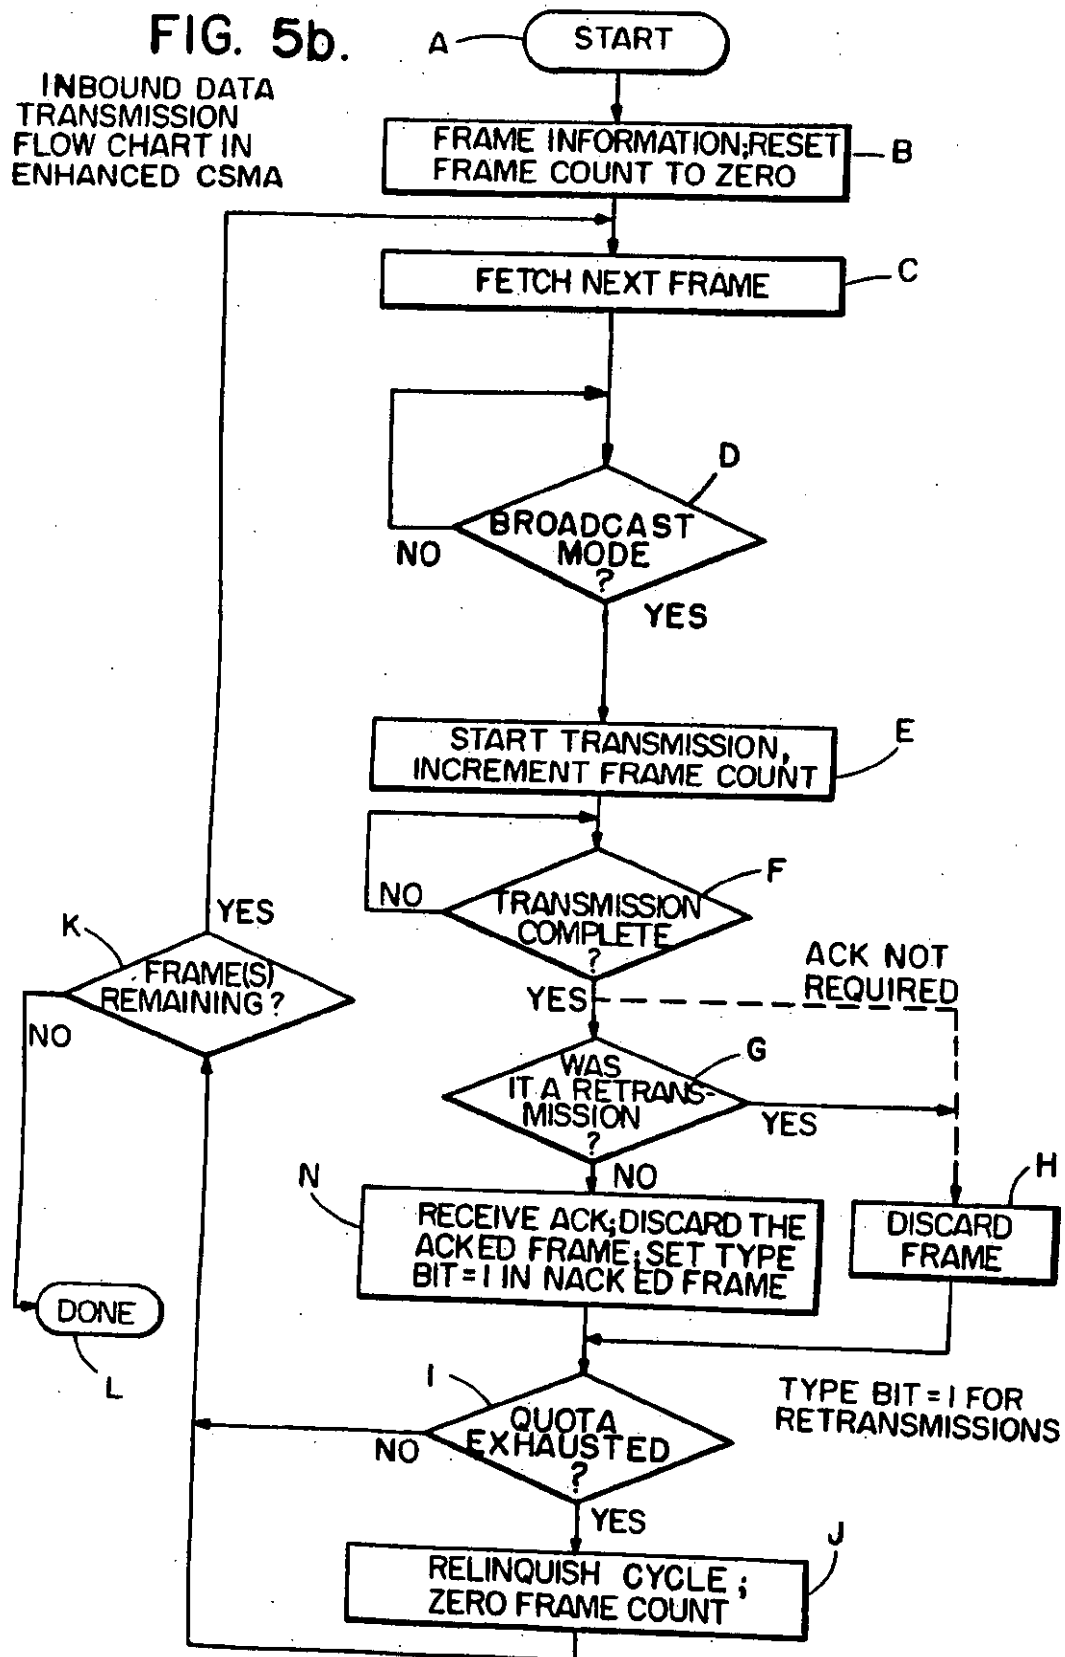 FIG. 5b.
INBOUND DATA
TRANSMISSION
FLOW CHART IN
ENHANCED CSMA
A
START
FRAME INFORMATION;RESET
FRAME COUNT TO ZERO
B
FETCH NEXT FRAME
C
D
BROADCAST
MODE
?
NO
YES
START TRANSMISSION,
INCREMENT FRAME COUNT
E
F
NO
TRANSMISSION
COMPLETE
?
YES
ACK NOT
REQUIRED
K
YES
FRAME(S)
REMAINING?
NO
G
WAS
IT A RETRANS-
MISSION
?
YES
NO
N
RECEIVE ACK;DISCARD THE
ACKED FRAME;SET TYPE
BIT=1 IN NACKED FRAME
H
DISCARD
FRAME
DONE
L
I
QUOTA
EXHAUSTED
?
NO
YES
TYPE BIT=1 FOR
RETRANSMISSIONS
J
RELINQUISH CYCLE;
ZERO FRAME COUNT